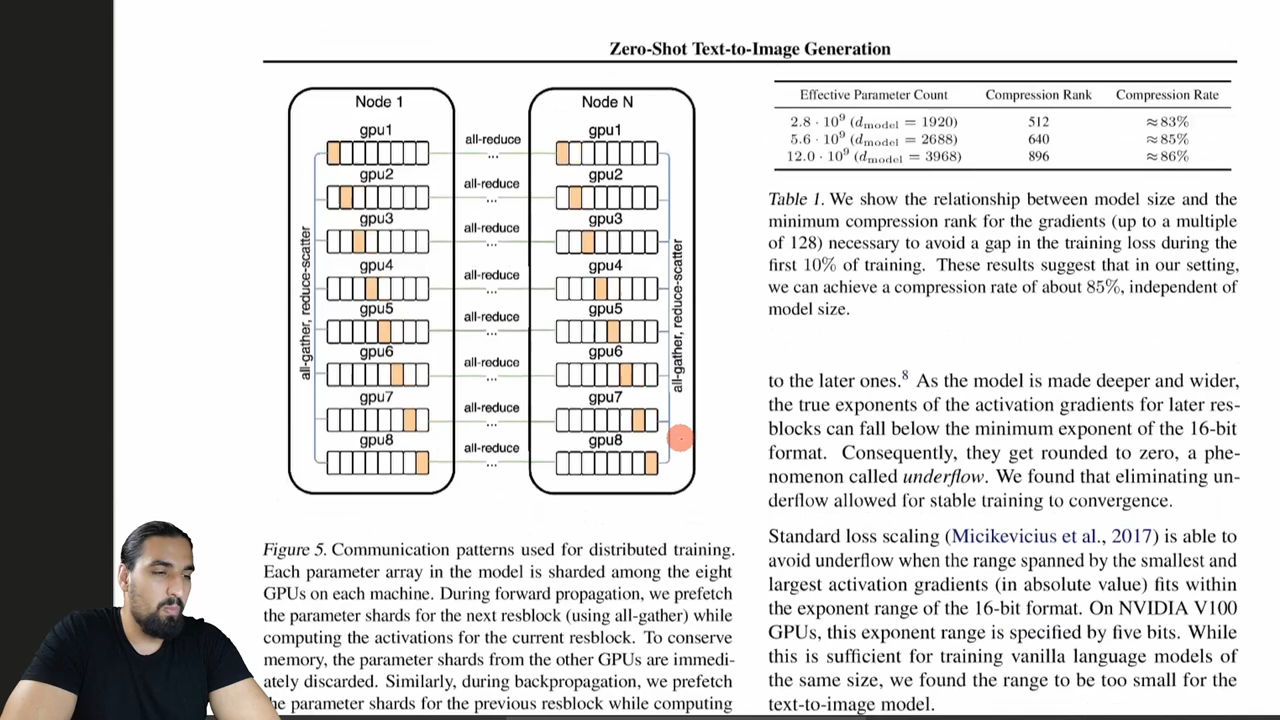 Zero-Shot Text-to-Image Generation
Node 1
Node N
gpu1
all-reduce
...
gpu1
gpu2
all-reduce
...
gpu2
gpu3
all-reduce
...
gpu3
gpu4
all-reduce
...
gpu4
gpu5
all-reduce
...
gpu5
gpu6
all-reduce
...
gpu6
gpu7
all-reduce
...
gpu7
gpu8
all-reduce
...
gpu8
all-gather, reduce-scatter
all-gather, reduce-scatter
Figure 5. Communication patterns used for distributed training.
Each parameter array in the model is sharded among the eight
GPUs on each machine. During forward propagation, we prefetch
the parameter shards for the next resblock (using all-gather) while
computing the activations for the current resblock. To conserve
memory, the parameter shards from the other GPUs are immedi-
ately discarded. Similarly, during backpropagation, we prefetch
the parameter shards for the previous resblock while computing
Effective Parameter Count Compression Rank Compression Rate
2.8 · 10⁹ (d_model = 1920) 512 ≈ 83%
5.6 · 10⁹ (d_model = 2688) 640 ≈ 85%
12.0 · 10⁹ (d_model = 3968) 896 ≈ 86%
Table 1. We show the relationship between model size and the
minimum compression rank for the gradients (up to a multiple
of 128) necessary to avoid a gap in the training loss during the
first 10% of training. These results suggest that in our setting,
we can achieve a compression rate of about 85%, independent of
model size.
to the later ones.⁸ As the model is made deeper and wider,
the true exponents of the activation gradients for later res-
blocks can fall below the minimum exponent of the 16-bit
format. Consequently, they get rounded to zero, a phe-
nomenon called underflow. We found that eliminating un-
derflow allowed for stable training to convergence.
Standard loss scaling (Micikevicius et al., 2017) is able to
avoid underflow when the range spanned by the smallest and
largest activation gradients (in absolute value) fits within
the exponent range of the 16-bit format. On NVIDIA V100
GPUs, this exponent range is specified by five bits. While
this is sufficient for training vanilla language models of
the same size, we found the range to be too small for the
text-to-image model.